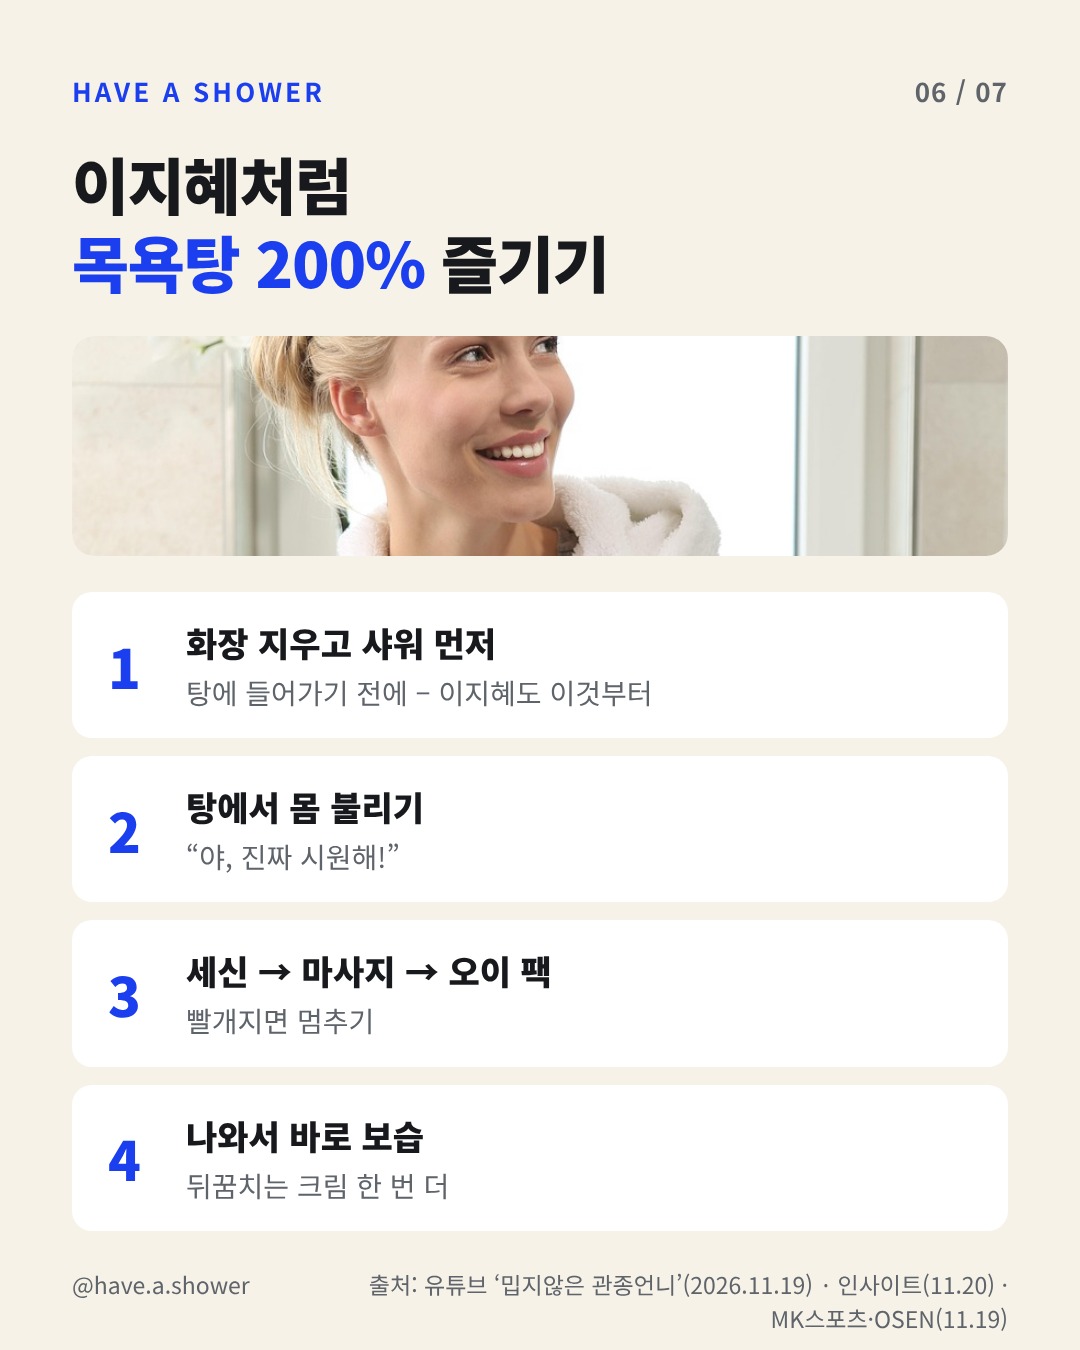 HAVE A SHOWER
06 / 07
이지혜처럼
목욕탕 200% 즐기기
1
화장 지우고 샤워 먼저
탕에 들어가기 전에 – 이지혜도 이것부터
2
탕에서 몸 불리기
“야, 진짜 시원해!”
3
세신 → 마사지 → 오이 팩
빨개지면 멈추기
4
나와서 바로 보습
뒤꿈치는 크림 한 번 더
@have.a.shower
출처: 유튜브 ‘밉지않은 관종언니’(2026.11.19) · 인사이트(11.20) ·
MK스포츠·OSEN(11.19)